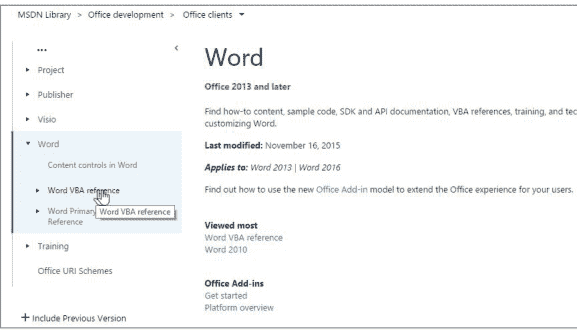 MSDN Library > Office development > Office clients
...
Project
Publisher
Visio
Word
Content controls in Word
Word VBA reference
Word Primary
Reference
Word VBA reference
Training
Office URI Schemes
+ Include Previous Version
Word
Office 2013 and later
Find how-to content, sample code, SDK and API documentation, VBA references, training, and
customizing Word.
Last modified: November 16, 2015
Applies to: Word 2013 | Word 2016
Find out how to use the new Office Add-in model to extend the Office experience for your users.
Viewed most
Word VBA reference
Word 2010
Office Add-ins
Get started
Platform overview